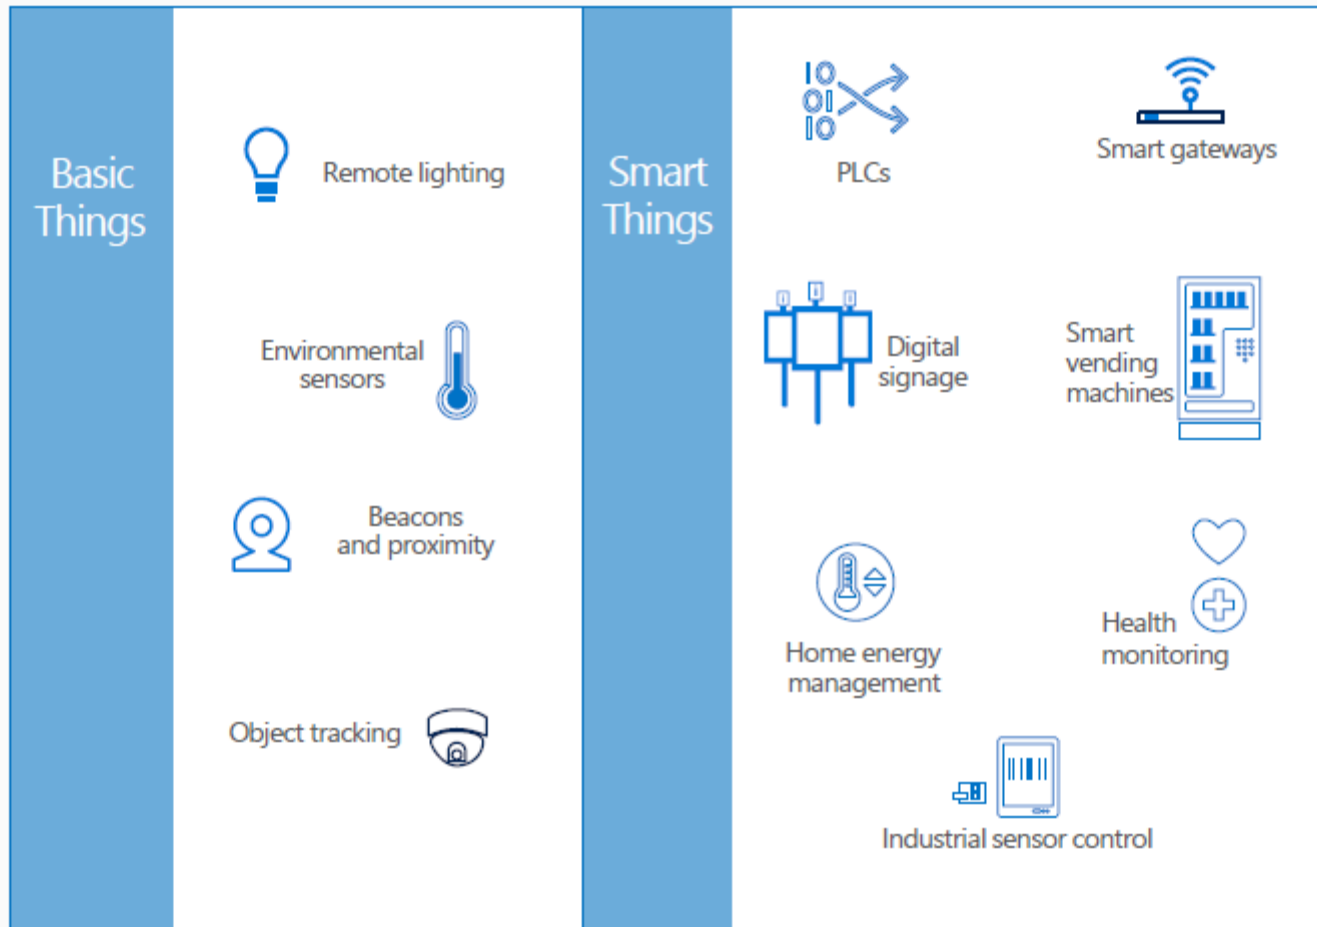 Basic
Things
Remote lighting
Environmental
sensors
Beacons
and proximity
Object tracking
Smart
Things
PLCs
Smart gateways
Digital
signage
Smart
vending
machines
Home energy
management
Health
monitoring
Industrial sensor control